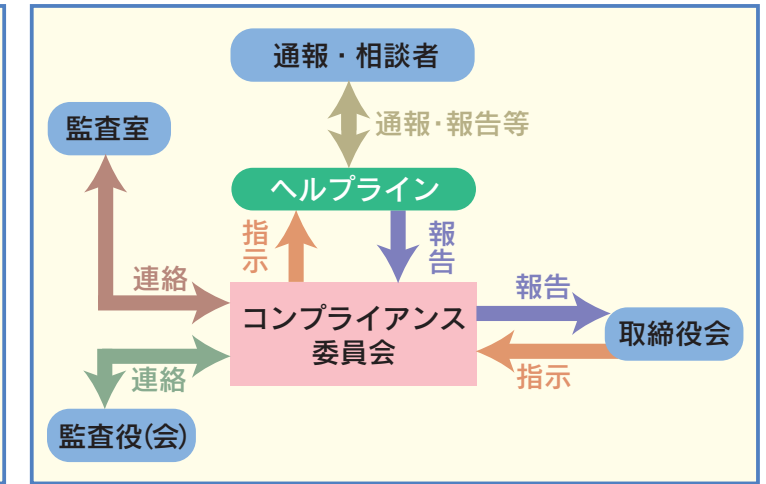 通報・相談者
監査室
通報・報告等
ヘルプライン
指示
報告
連絡
報告
コンプライアンス
委員会
取締役会
連絡
指示
監査役(会)